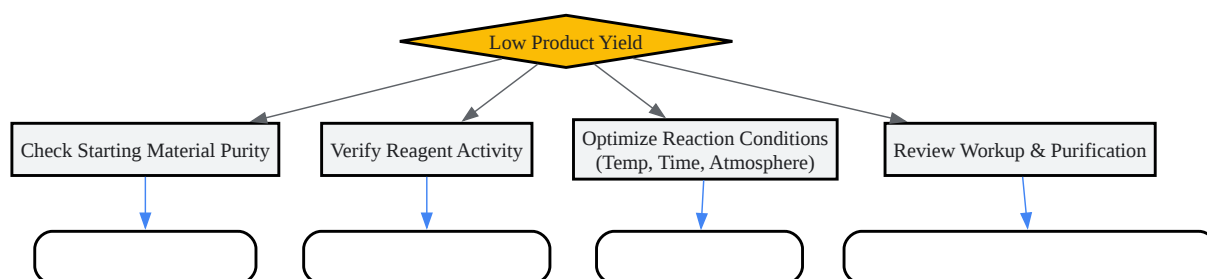 Low Product Yield
Check Starting Material Purity
Verify Reagent Activity
Optimize Reaction Conditions
(Temp, Time, Atmosphere)
Review Workup & Purification